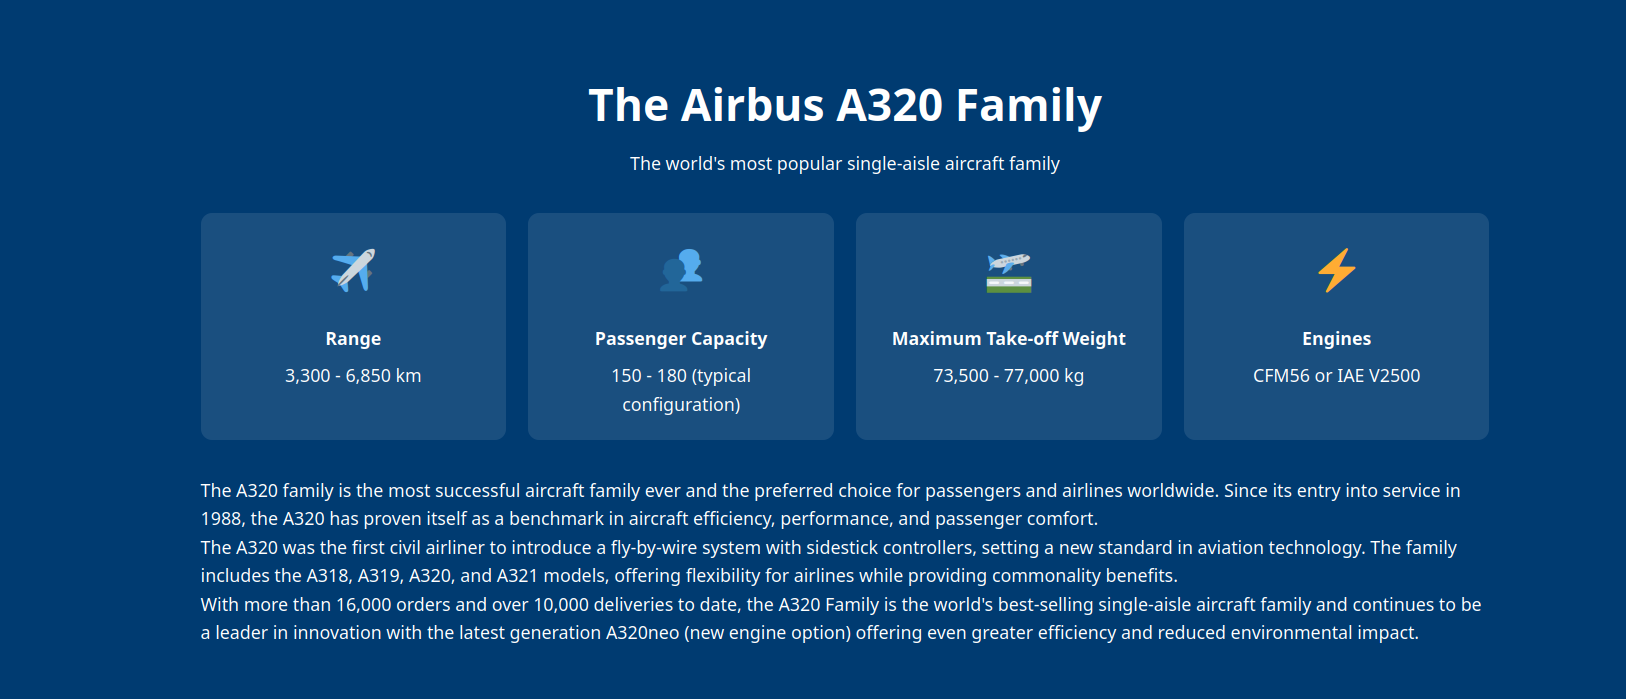 The Airbus A320 Family
The world's most popular single-aisle aircraft family
Range
3,300 - 6,850 km
Passenger Capacity
150 - 180 (typical
configuration)
Maximum Take-off Weight
73,500 - 77,000 kg
Engines
CFM56 or IAE V2500
The A320 family is the most successful aircraft family ever and the preferred choice for passengers and airlines worldwide. Since its entry into service in
1988, the A320 has proven itself as a benchmark in aircraft efficiency, performance, and passenger comfort.
The A320 was the first civil airliner to introduce a fly-by-wire system with sidestick controllers, setting a new standard in aviation technology. The family
includes the A318, A319, A320, and A321 models, offering flexibility for airlines while providing commonality benefits.
With more than 16,000 orders and over 10,000 deliveries to date, the A320 Family is the world's best-selling single-aisle aircraft family and continues to be
a leader in innovation with the latest generation A320neo (new engine option) offering even greater efficiency and reduced environmental impact.